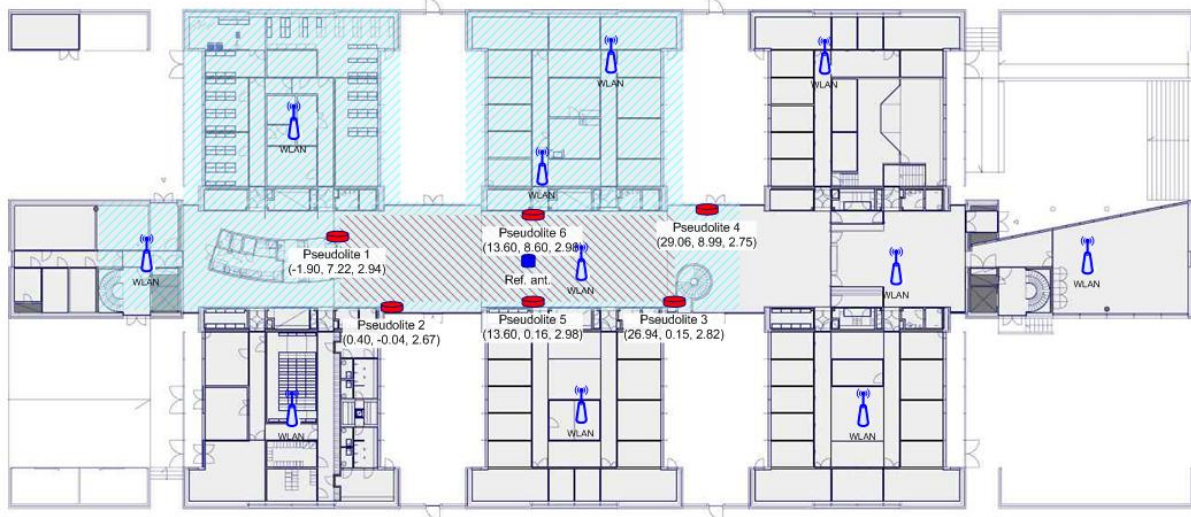 WLAN
WLAN
WLAN
WLAN
Pseudolite 6
(13.60, 8.60, 2.98)
Pseudolite 4
(29.06, 8.99, 2.75)
Pseudolite 1
(-1.90, 7.22, 2.94)
WLAN
Ref. ant.
WLAN
WLAN
WLAN
Pseudolite 2
(0.40, -0.04, 2.67)
Pseudolite 5
(13.60, 0.16, 2.98)
Pseudolite 3
(26.94, 0.15, 2.82)
WLAN
WLAN
WLAN